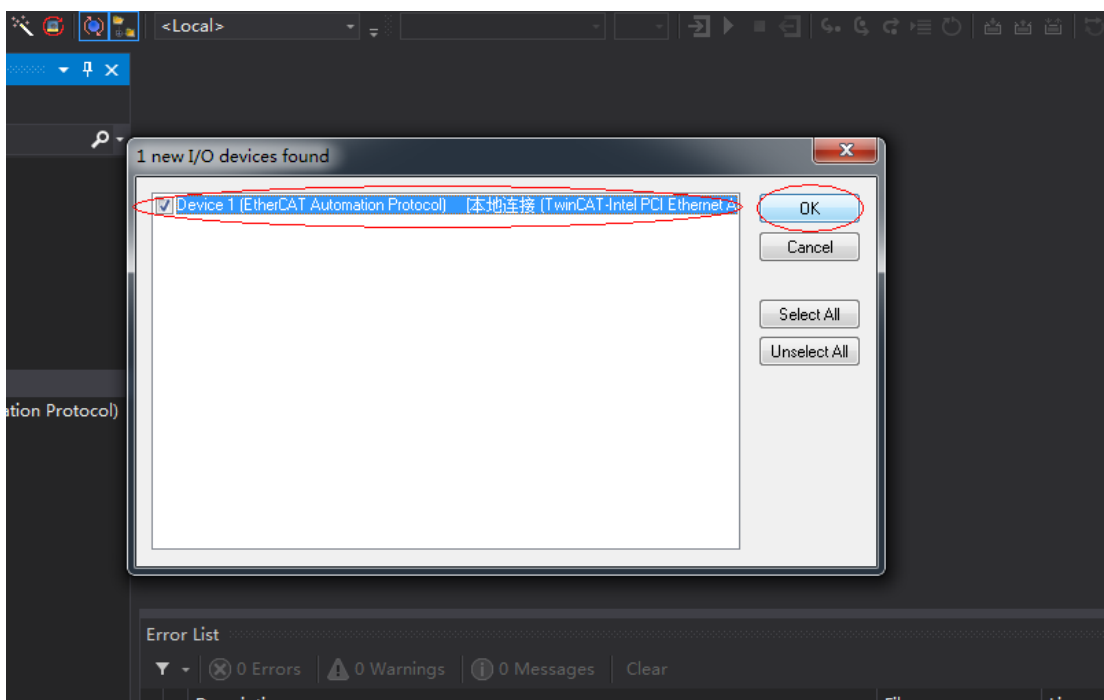 <Local>
1 new I/O devices found
Device 1 (EtherCAT Automation Protocol) [本地连接 (TwinCAT-Intel PCI Ethernet A
OK
Cancel
Select All
Unselect All
ation Protocol)
Error List
0 Errors 0 Warnings 0 Messages Clear